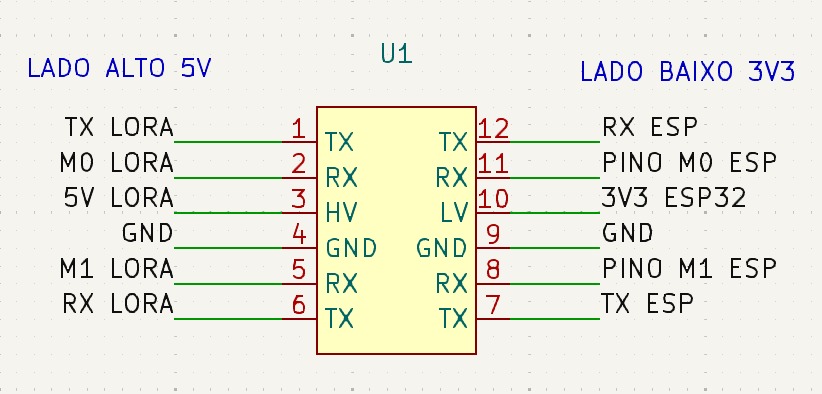 U1
LADO ALTO 5V
LADO BAIXO 3V3
TX LORA 1 TX TX 12 RX ESP
M0 LORA 2 RX RX 11 PINO M0 ESP
5V LORA 3 HV LV 10 3V3 ESP32
GND 4 GND GND 9 GND
M1 LORA 5 RX RX 8 PINO M1 ESP
RX LORA 6 TX TX 7 TX ESP